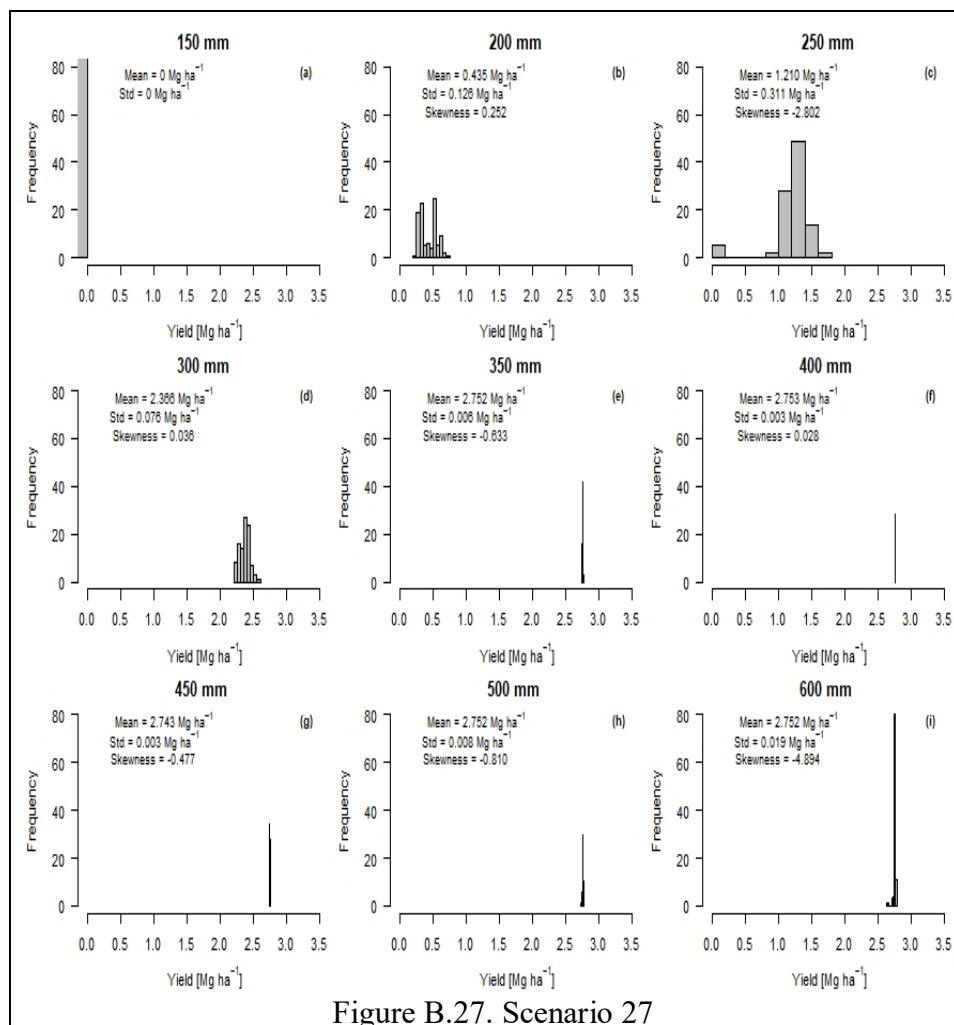 150 mm
Mean = 0 Mg ha⁻¹
Std = 0 Mg ha⁻¹
(a)
Frequency
80
60
40
20
0
0.0 0.5 1.0 1.5 2.0 2.5 3.0 3.5
Yield [Mg ha⁻¹]
200 mm
Mean = 0.435 Mg ha⁻¹
Std = 0.126 Mg ha⁻¹
Skewness = 0.252
(b)
Frequency
80
60
40
20
0
0.0 0.5 1.0 1.5 2.0 2.5 3.0 3.5
Yield [Mg ha⁻¹]
250 mm
Mean = 1.210 Mg ha⁻¹
Std = 0.311 Mg ha⁻¹
Skewness = -2.802
(c)
Frequency
80
60
40
20
0
0.0 0.5 1.0 1.5 2.0 2.5 3.0 3.5
Yield [Mg ha⁻¹]
300 mm
Mean = 2.366 Mg ha⁻¹
Std = 0.076 Mg ha⁻¹
Skewness = 0.036
(d)
Frequency
80
60
40
20
0
0.0 0.5 1.0 1.5 2.0 2.5 3.0 3.5
Yield [Mg ha⁻¹]
350 mm
Mean = 2.752 Mg ha⁻¹
Std = 0.006 Mg ha⁻¹
Skewness = -0.633
(e)
Frequency
80
60
40
20
0
0.0 0.5 1.0 1.5 2.0 2.5 3.0 3.5
Yield [Mg ha⁻¹]
400 mm
Mean = 2.753 Mg ha⁻¹
Std = 0.003 Mg ha⁻¹
Skewness = 0.028
(f)
Frequency
80
60
40
20
0
0.0 0.5 1.0 1.5 2.0 2.5 3.0 3.5
Yield [Mg ha⁻¹]
450 mm
Mean = 2.743 Mg ha⁻¹
Std = 0.003 Mg ha⁻¹
Skewness = -0.477
(g)
Frequency
80
60
40
20
0
0.0 0.5 1.0 1.5 2.0 2.5 3.0 3.5
Yield [Mg ha⁻¹]
500 mm
Mean = 2.752 Mg ha⁻¹
Std = 0.008 Mg ha⁻¹
Skewness = -0.810
(h)
Frequency
80
60
40
20
0
0.0 0.5 1.0 1.5 2.0 2.5 3.0 3.5
Yield [Mg ha⁻¹]
600 mm
Mean = 2.752 Mg ha⁻¹
Std = 0.019 Mg ha⁻¹
Skewness = -4.894
(i)
Frequency
80
60
40
20
0
0.0 0.5 1.0 1.5 2.0 2.5 3.0 3.5
Yield [Mg ha⁻¹]
Figure B.27. Scenario 27